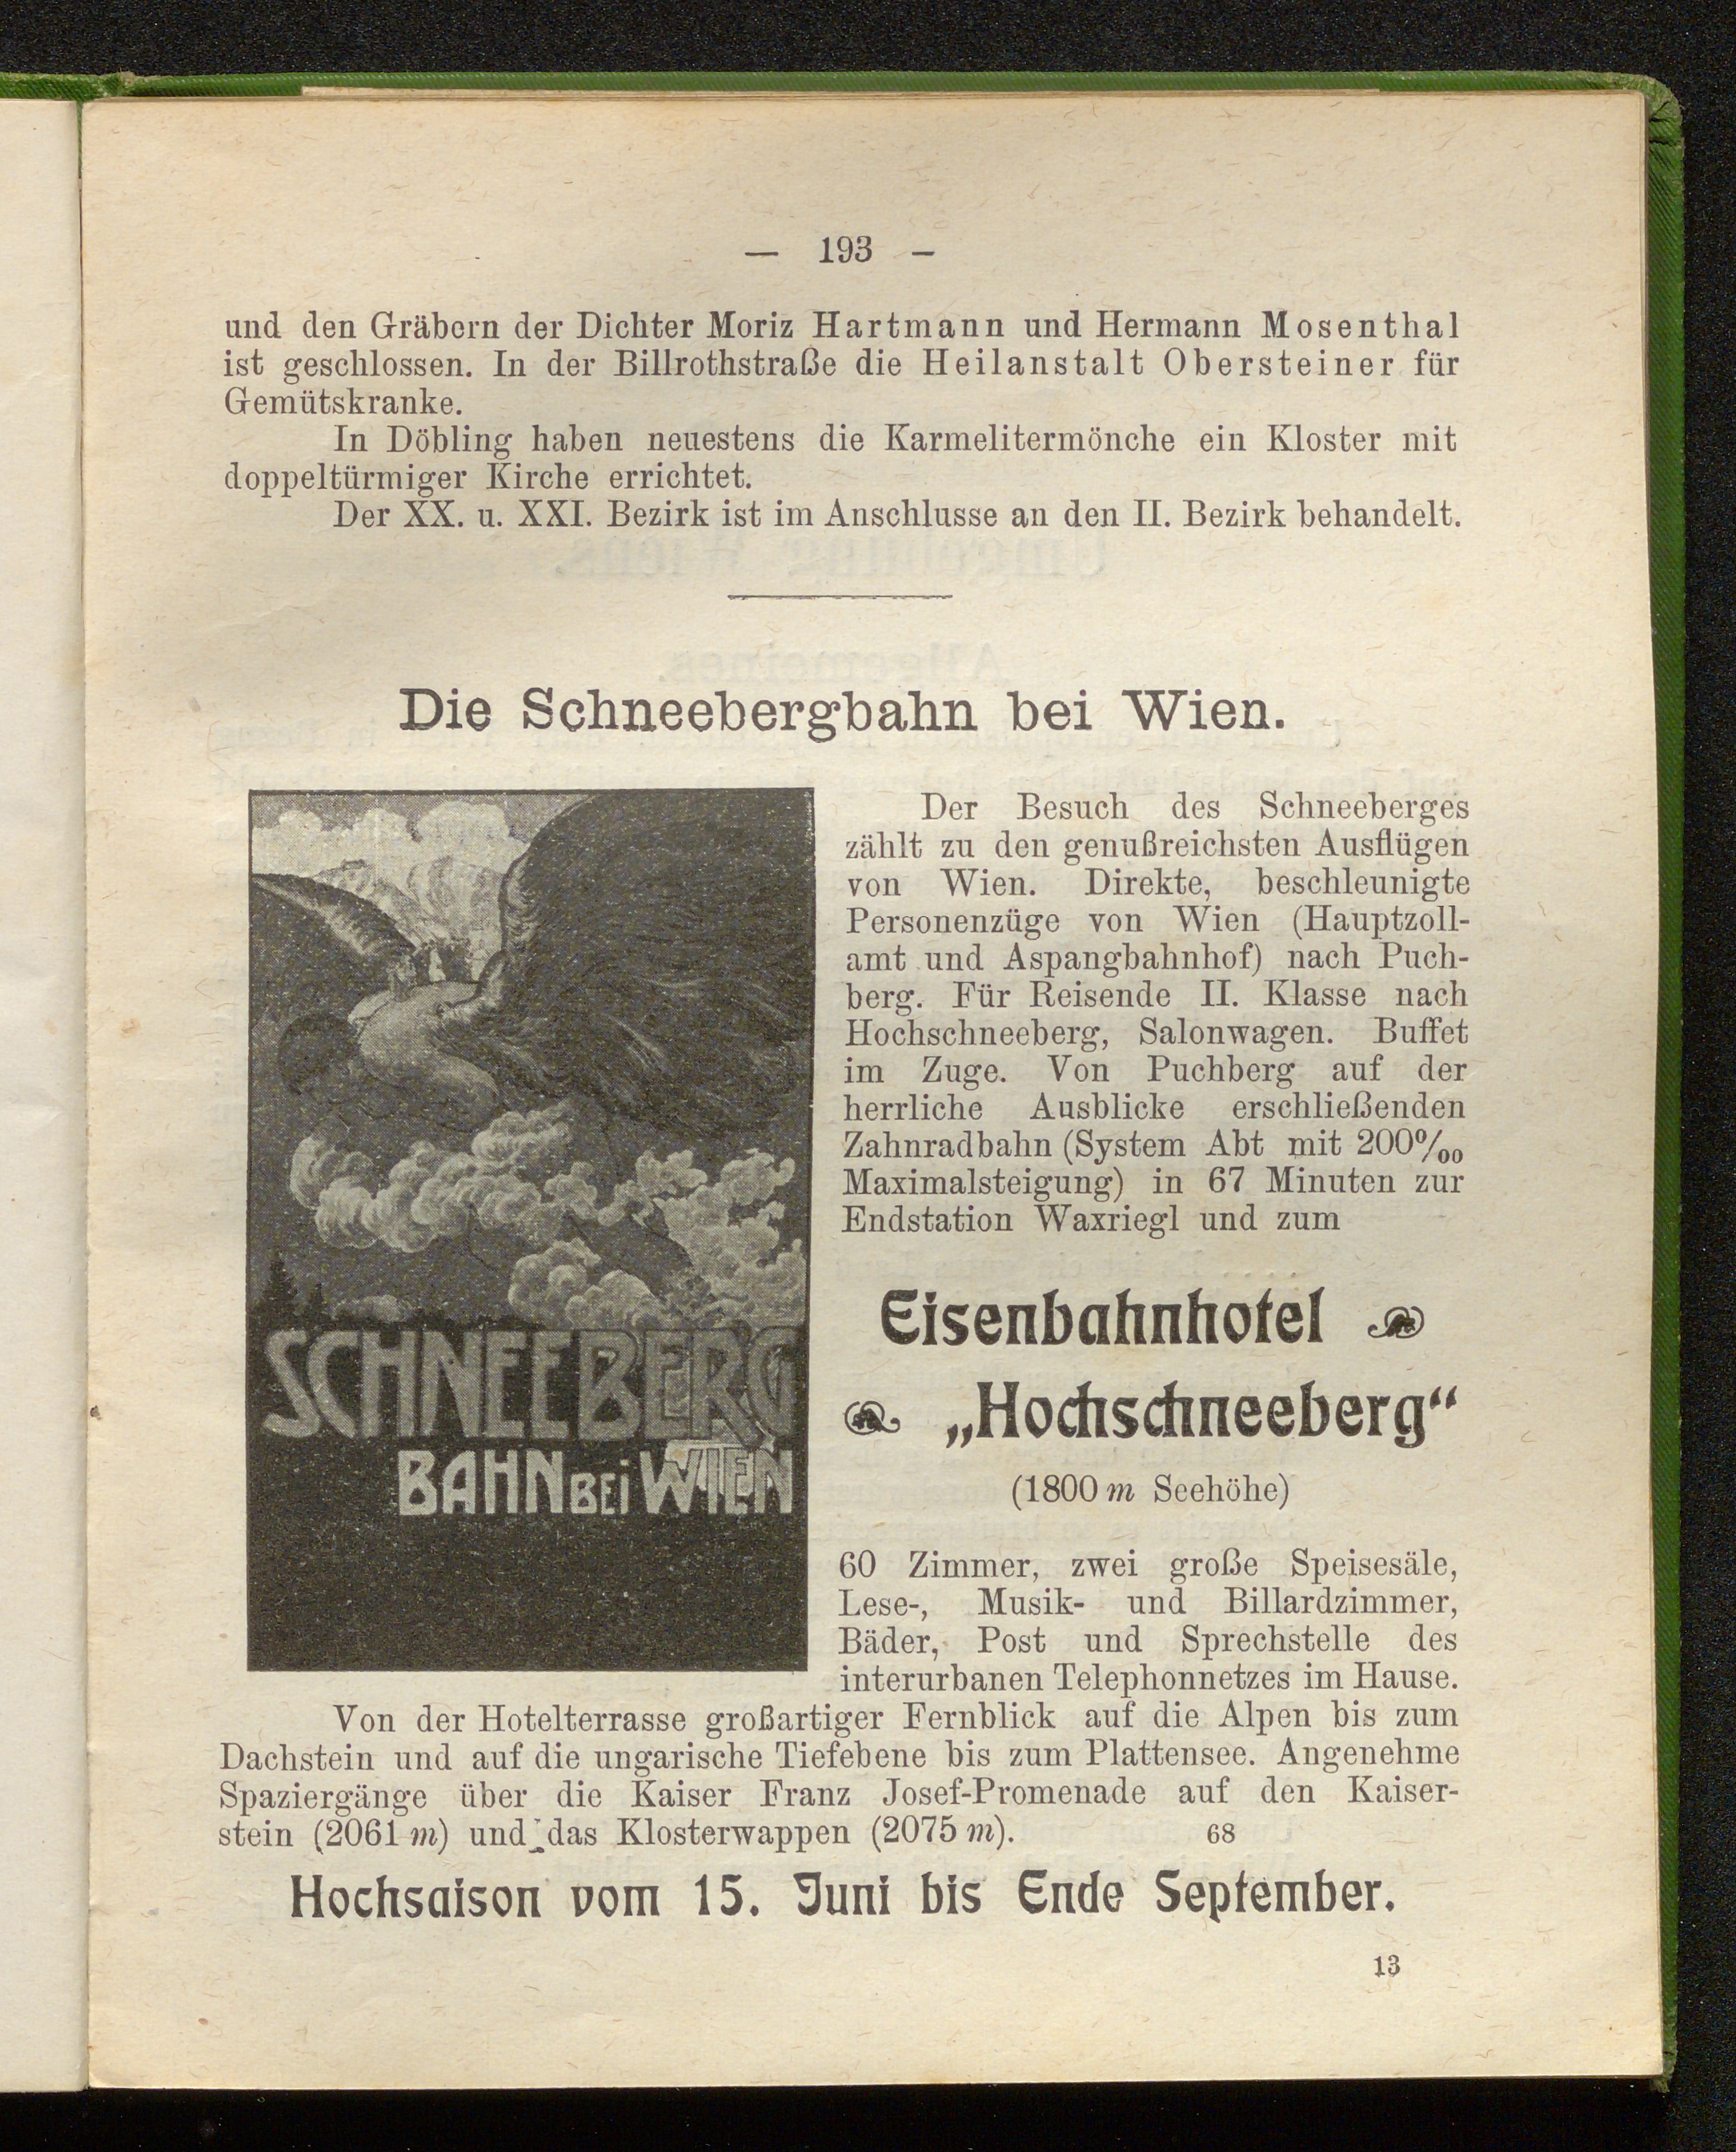 — 193 —
und den Gräbern der Dichter Moriz Hartmann und Hermann Mosenthal
ist geschlossen. In der Billrothstraße die Heilanstalt Obersteiner für
Gemütskranke.
In Döbling haben neuestens die Karmelitermönche ein Kloster mit
doppeltürmiger Kirche errichtet.
Der XX. u. XXI. Bezirk ist im Anschlusse an den II. Bezirk behandelt.
Die Schneebergbahn bei Wien.
SCHNEEBERG
BAHN BEI WIEN
Der Besuch des Schneeberges
zählt zu den genußreichsten Ausflügen
von Wien. Direkte, beschleunigte
Personenzüge von Wien (Hauptzoll-
amt und Aspangbahnhof) nach Puch-
berg. Für Reisende II. Klasse nach
Hochschneeberg, Salonwagen. Buffet
im Zuge. Von Puchberg auf der
herrliche Ausblicke erschließenden
Zahnradbahn (System Abt mit 200‰
Maximalsteigung) in 67 Minuten zur
Endstation Waxriegl und zum
Eisenbahnhotel
„Hochschneeberg“
(1800 m Seehöhe)
60 Zimmer, zwei große Speisesäle,
Lese-, Musik- und Billardzimmer,
Bäder, Post und Sprechstelle des
interurbanen Telephonnetzes im Hause.
Von der Hotelterrasse großartiger Fernblick auf die Alpen bis zum
Dachstein und auf die ungarische Tiefebene bis zum Plattensee. Angenehme
Spaziergänge über die Kaiser Franz Josef-Promenade auf den Kaiser-
stein (2061 m) und das Klosterwappen (2075 m). 68
Hochsaison vom 15. Juni bis Ende September.
13